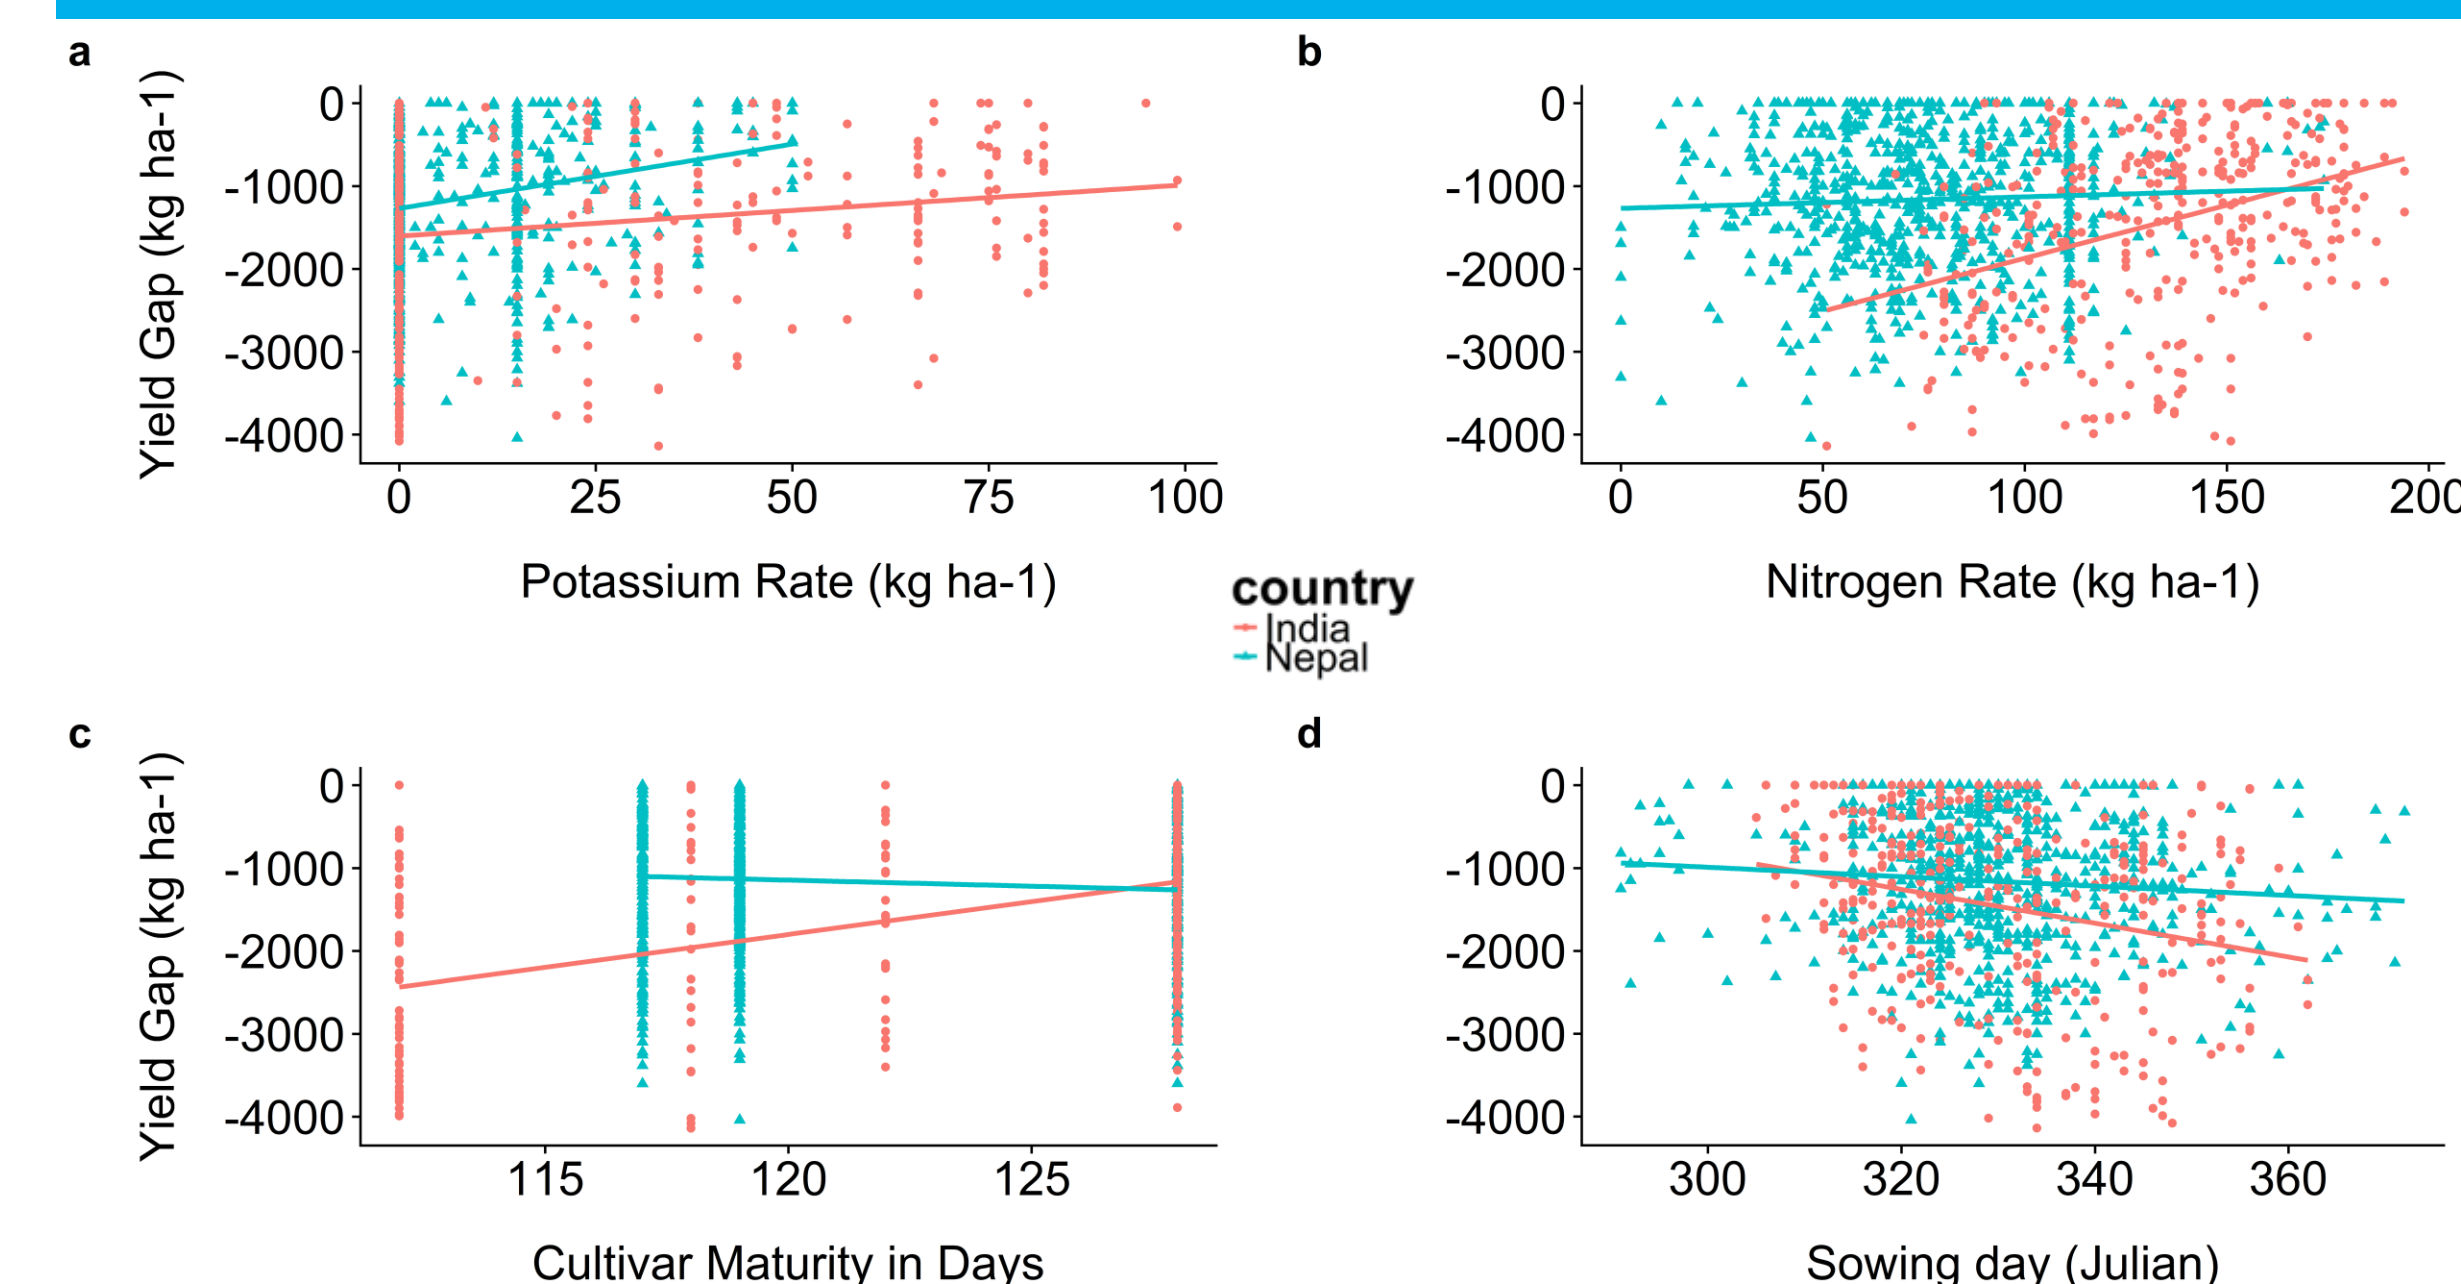 a
b
Yield Gap (kg ha-1)
0
-1000
-2000
-3000
-4000
0
25
50
75
100
Potassium Rate (kg ha-1)
0
-1000
-2000
-3000
-4000
0
50
100
150
200
Nitrogen Rate (kg ha-1)
country
India
Nepal
c
d
Yield Gap (kg ha-1)
0
-1000
-2000
-3000
-4000
115
120
125
Cultivar Maturity in Days
0
-1000
-2000
-3000
-4000
300
320
340
360
Sowing day (Julian)